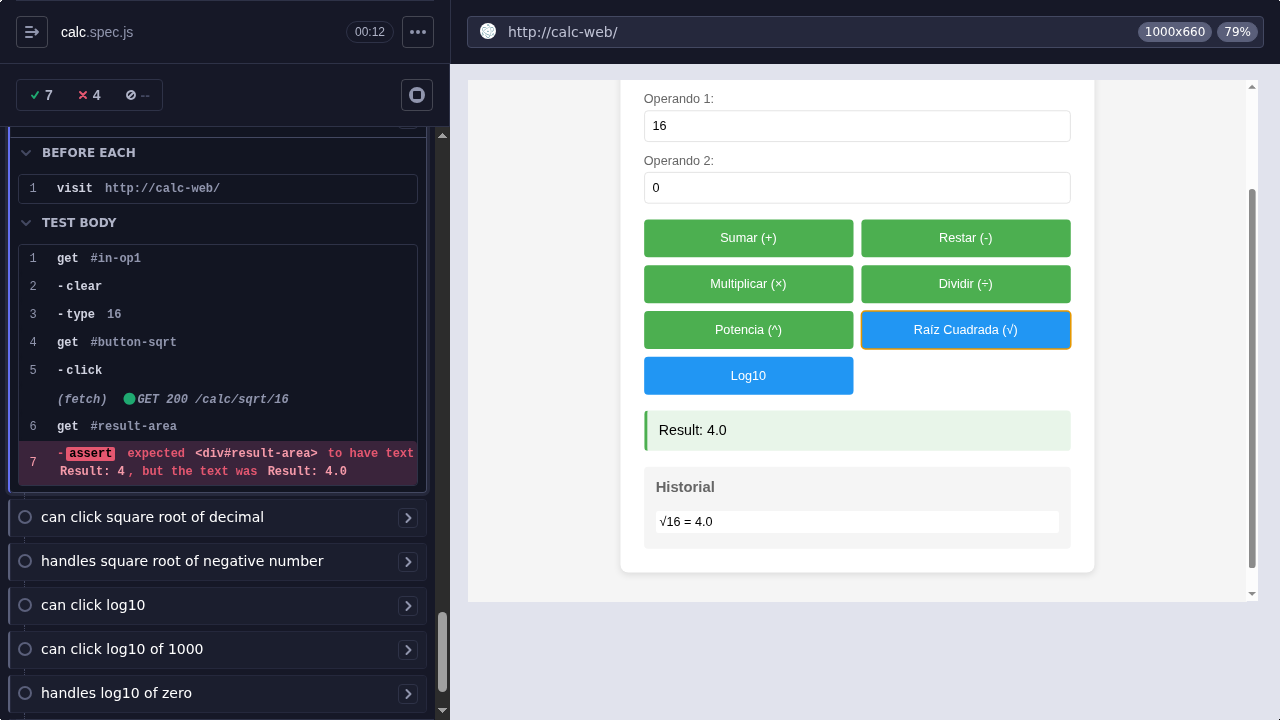 calc.spec.js
00:12
7
4
--
BEFORE EACH
1 visit http://calc-web/
TEST BODY
1 get #in-op1
2 -clear
3 -type 16
4 get #button-sqrt
5 -click
(fetch) GET 200 /calc/sqrt/16
6 get #result-area
7 -assert expected <div#result-area> to have text
Result: 4, but the text was Result: 4.0
can click square root of decimal
handles square root of negative number
can click log10
can click log10 of 1000
handles log10 of zero
http://calc-web/
1000x660
79%
Operando 1:
16
Operando 2:
0
Sumar (+)
Restar (-)
Multiplicar (×)
Dividir (÷)
Potencia (^)
Raíz Cuadrada (√)
Log10
Result: 4.0
Historial
√16 = 4.0